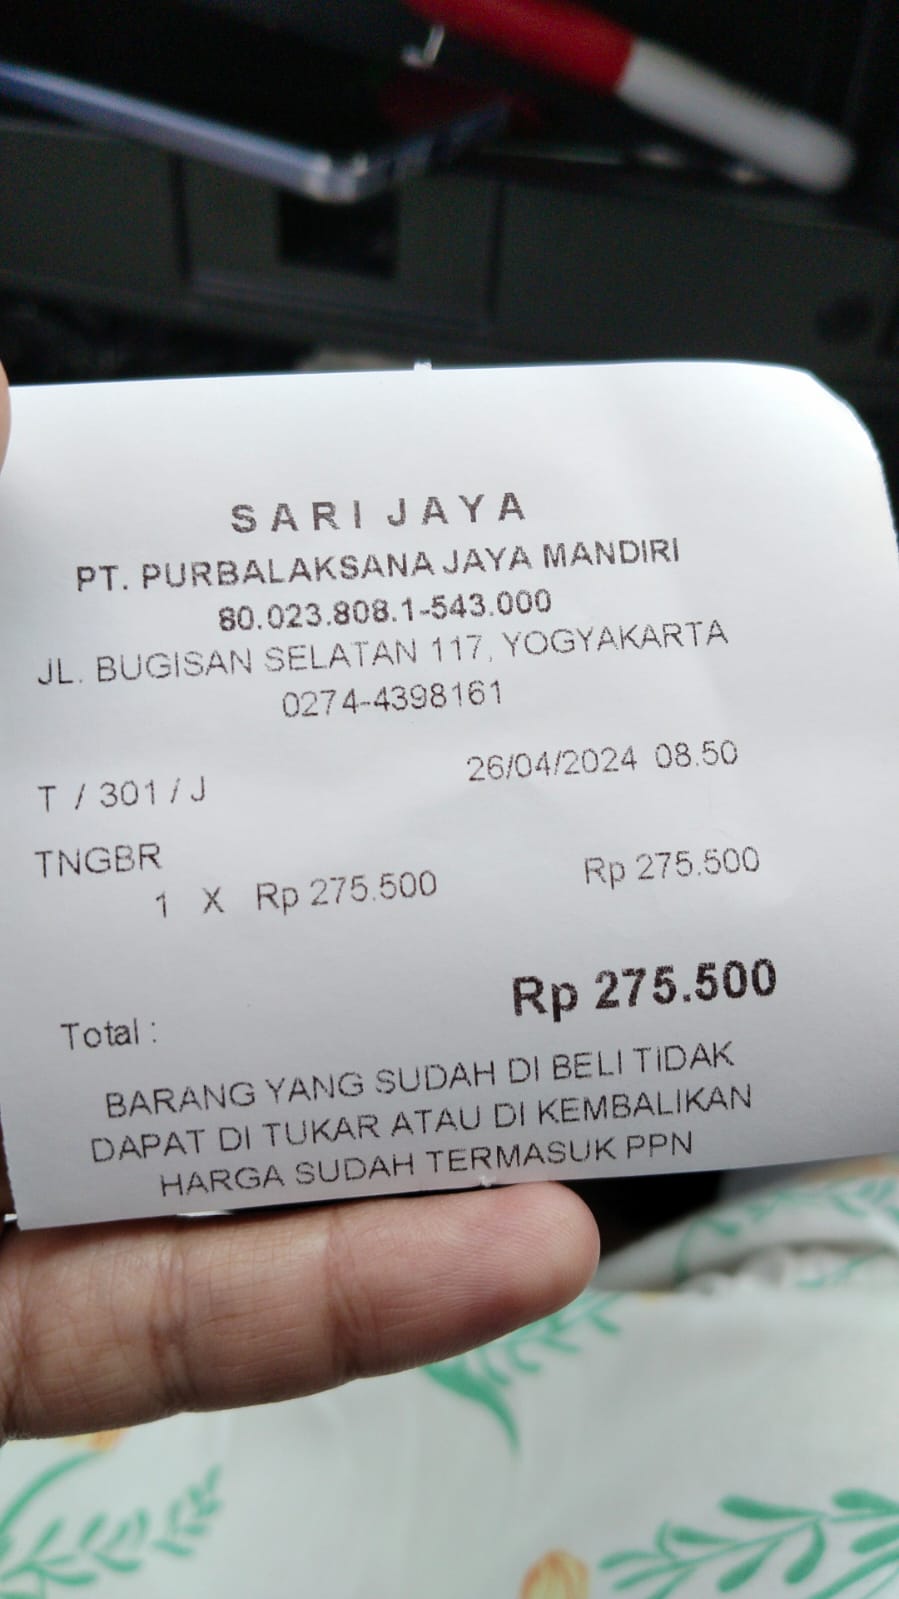 SARI JAYA
PT. PURBALAKSANA JAYA MANDIRI
80.023.808.1-543.000
JL. BUGISAN SELATAN 117, YOGYAKARTA
0274-4398161
T / 301 / J 26/04/2024 08.50
TNGBR
1 X Rp 275.500 Rp 275.500
Total : Rp 275.500
BARANG YANG SUDAH DI BELI TiDAK
DAPAT DI TUKAR ATAU DI KEMBALIKAN
HARGA SUDAH TERMASUK PPN